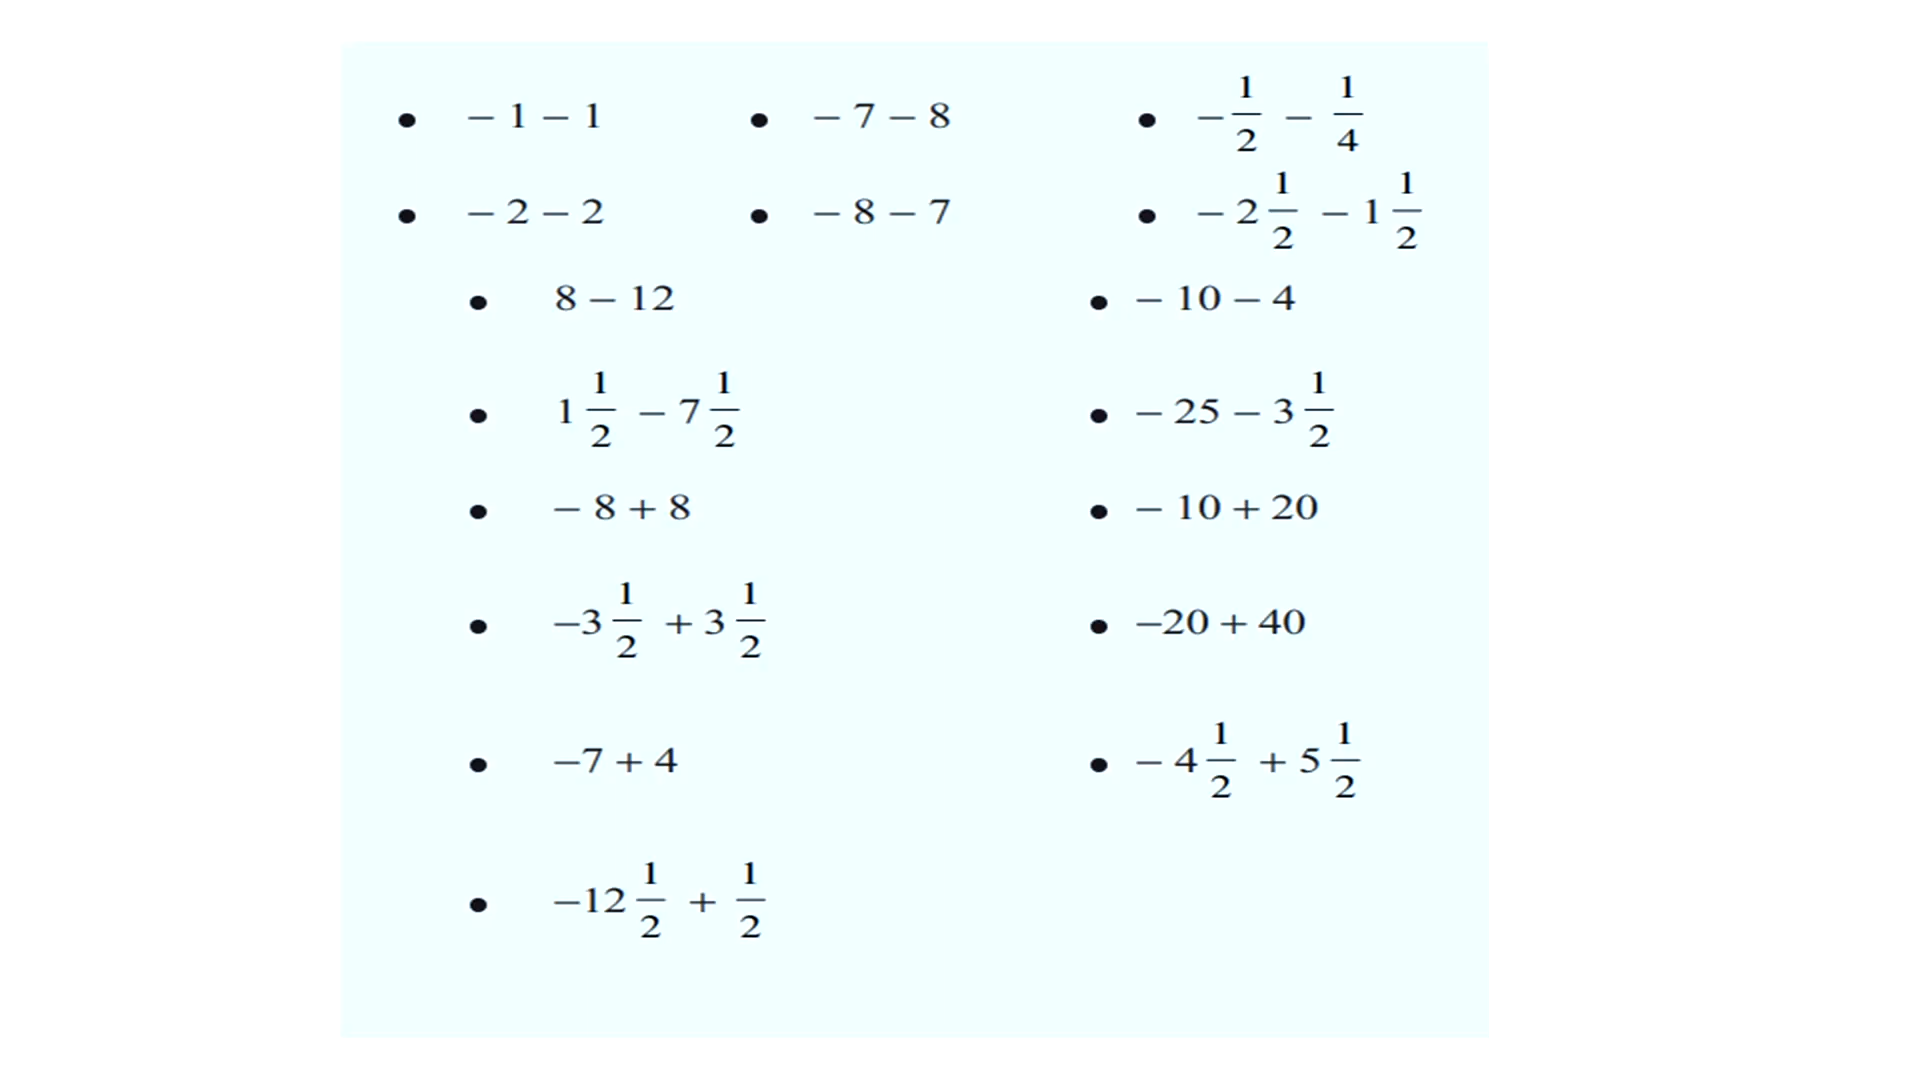 • – 1 – 1 • – 7 – 8 • –1/2 – 1/4
• – 2 – 2 • – 8 – 7 • – 2 1/2 – 1 1/2
• 8 – 12 • – 10 – 4
• 1 1/2 – 7 1/2 • – 25 – 3 1/2
• – 8 + 8 • – 10 + 20
• –3 1/2 + 3 1/2 • –20 + 40
• –7 + 4 • – 4 1/2 + 5 1/2
• –12 1/2 + 1/2